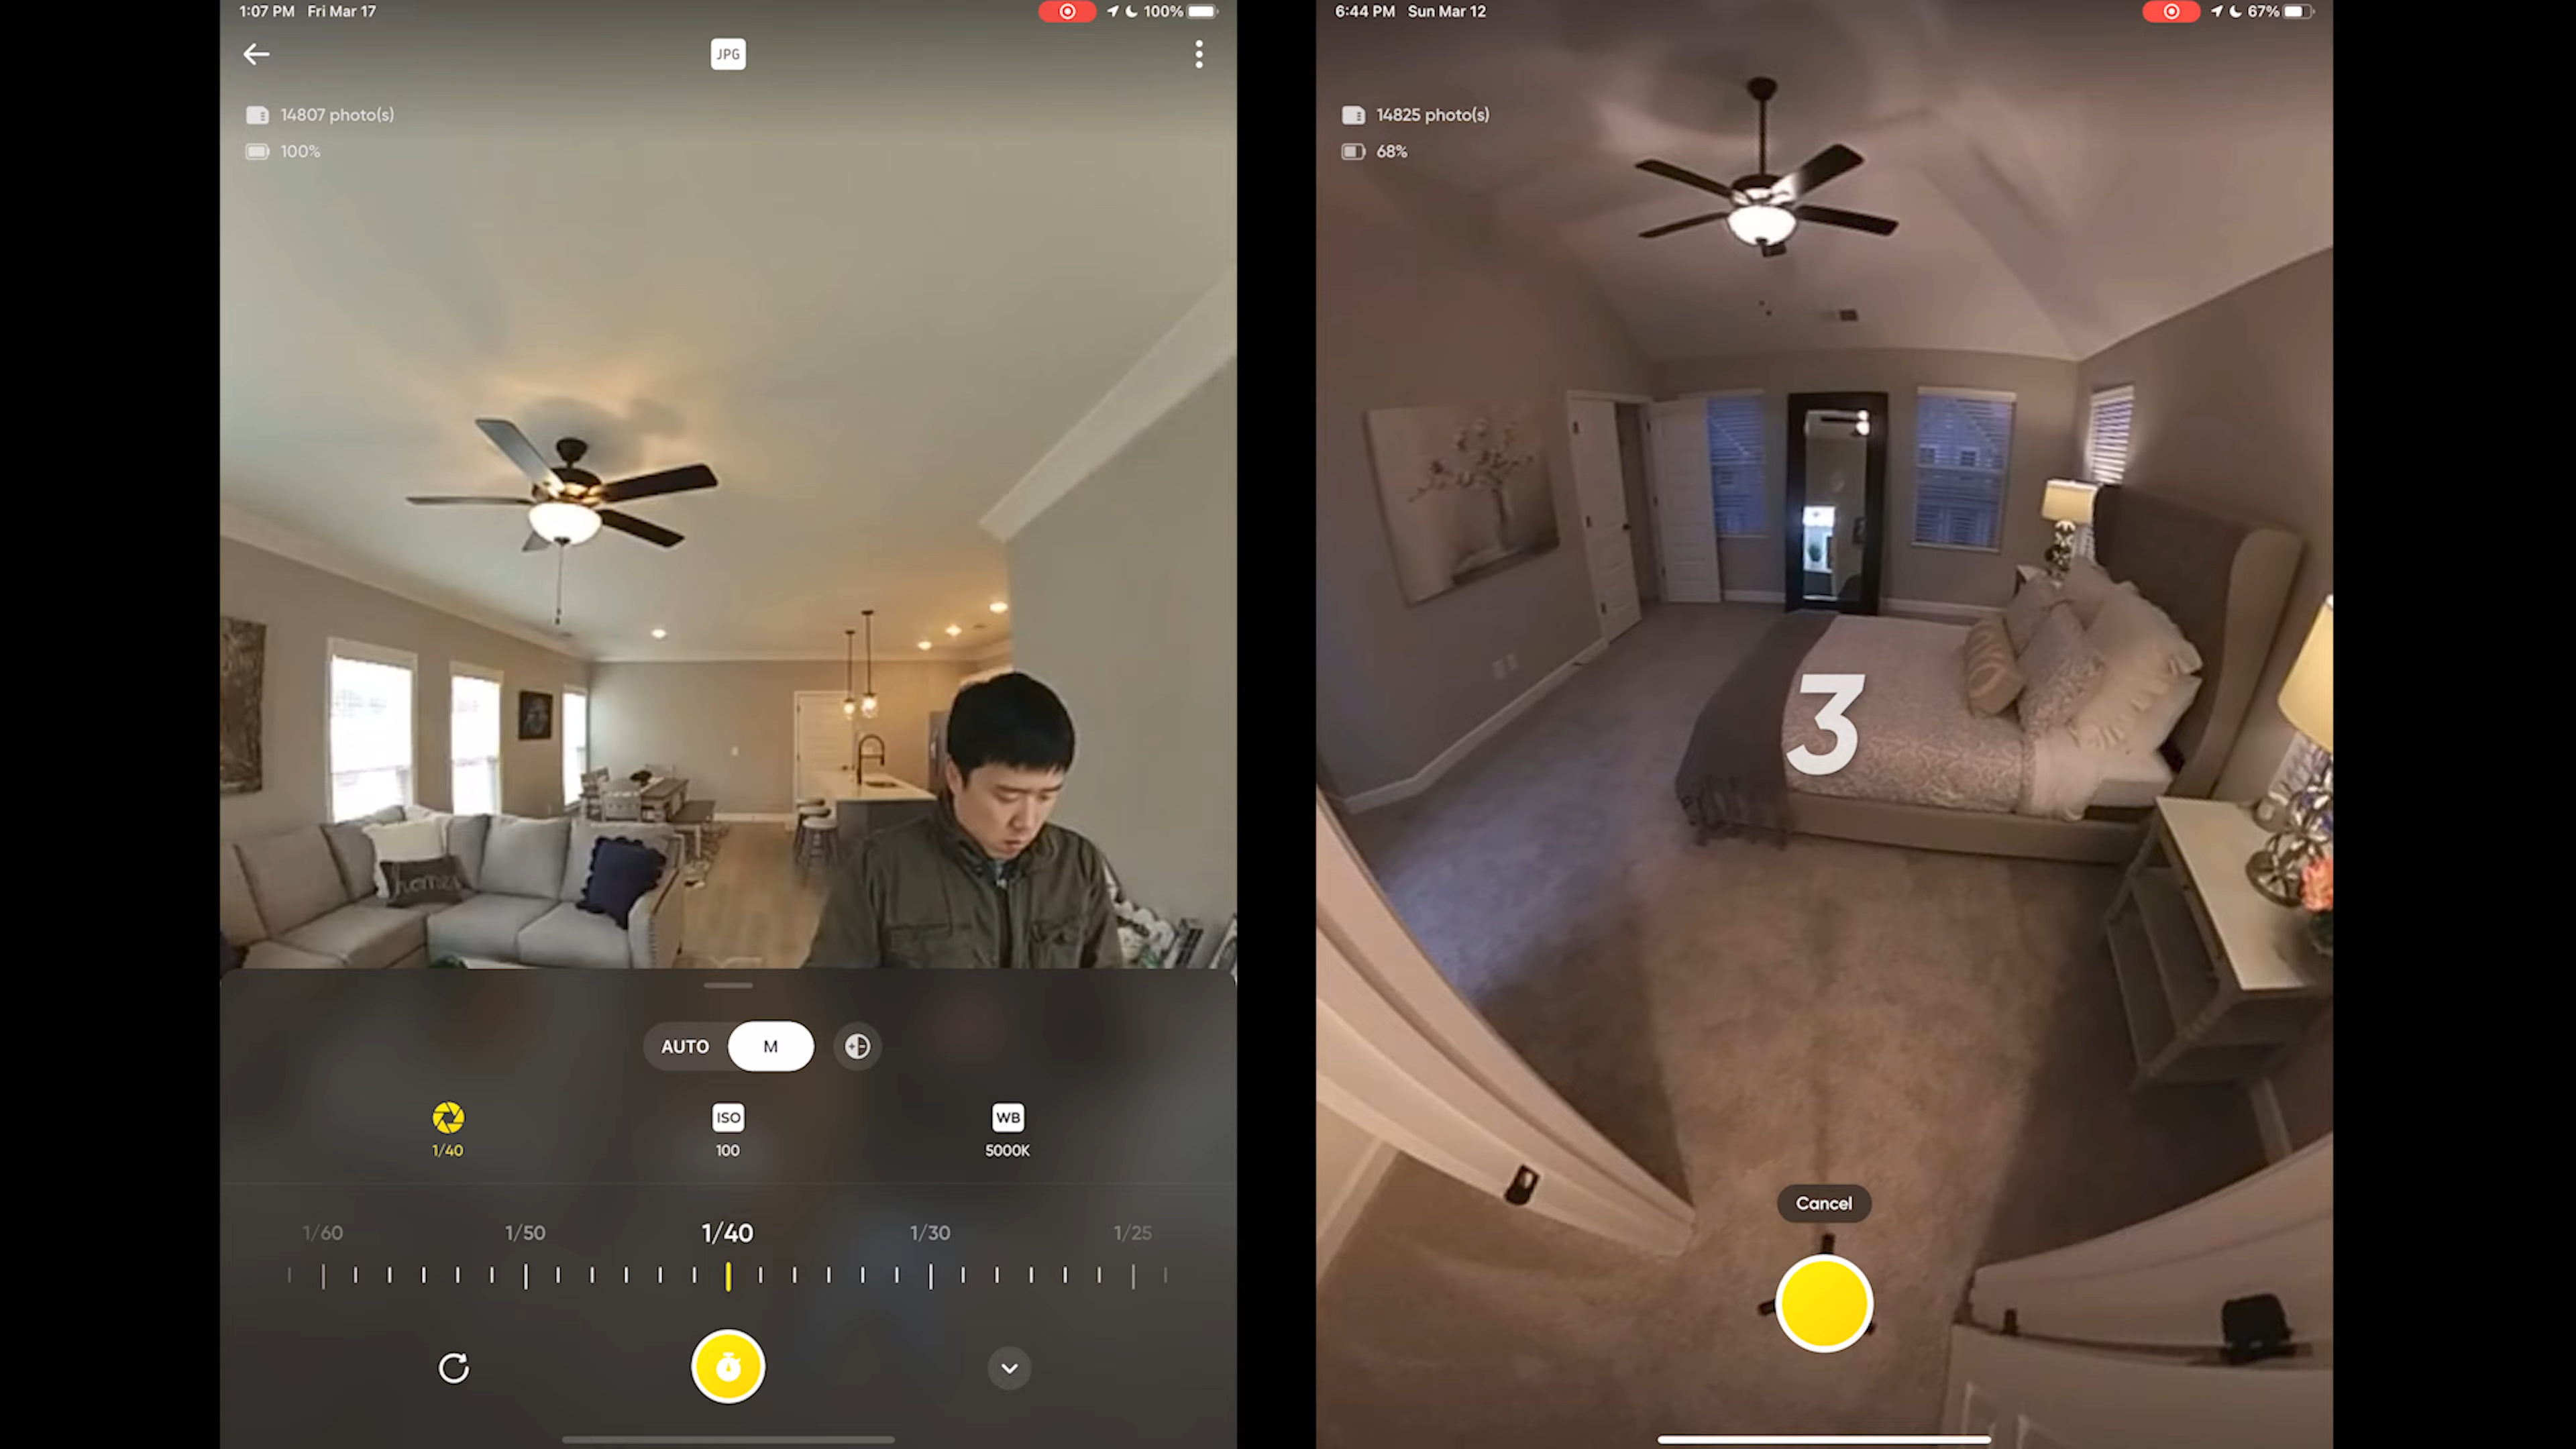 1:07 PM Fri Mar 17
100%
JPG
14807 photo(s)
100%
home
AUTO M
ISO
WB
1/40
100
5000K
1/60 1/50 1/40 1/30 1/25
6:44 PM Sun Mar 12
67%
14825 photo(s)
68%
3
Cancel